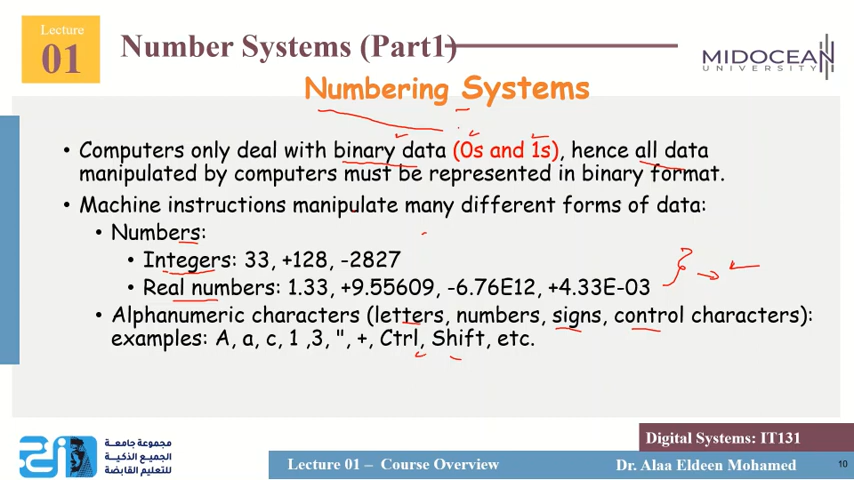 Lecture
01
Number Systems (Part1)
MIDOCEAN
UNIVERSITY
Numbering Systems
• Computers only deal with binary data (0s and 1s), hence all data
manipulated by computers must be represented in binary format.
• Machine instructions manipulate many different forms of data:
• Numbers:
• Integers: 33, +128, -2827
• Real numbers: 1.33, +9.55609, -6.76E12, +4.33E-03
• Alphanumeric characters (letters, numbers, signs, control characters):
examples: A, a, c, 1 ,3, ", +, Ctrl, Shift, etc.
مجموعة جامعة
الجميع الذكية
للتعليم القابضة
Digital Systems: IT131
Lecture 01 – Course Overview
Dr. Alaa Eldeen Mohamed
10